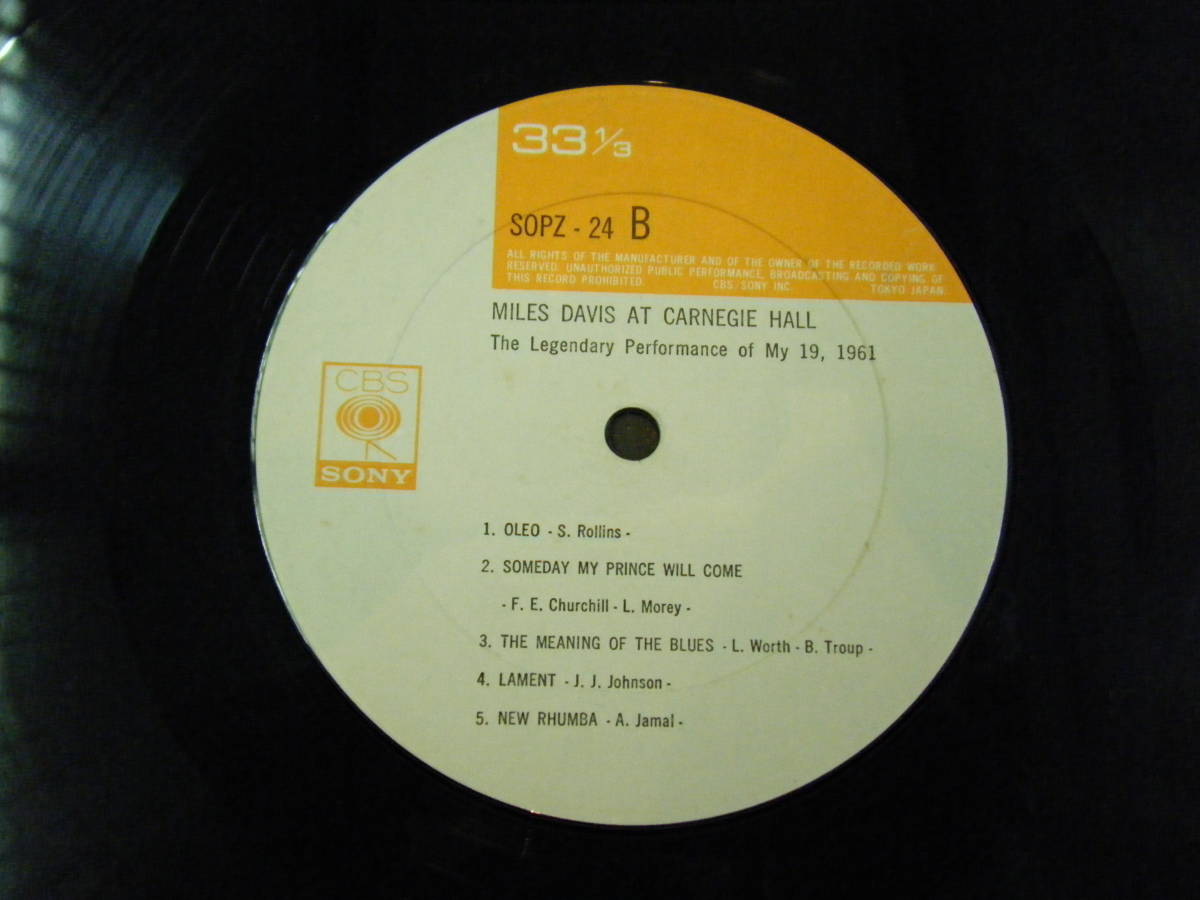 33 1/3
SOPZ - 24 B
ALL RIGHTS OF THE MANUFACTURER AND OF THE OWNER OF THE RECORDED WORK
RESERVED. UNAUTHORIZED PUBLIC PERFORMANCE, BROADCASTING AND COPYING OF
THIS RECORD PROHIBITED. CBS/SONY INC. TOKYO JAPAN.
MILES DAVIS AT CARNEGIE HALL
The Legendary Performance of My 19, 1961
CBS
SONY
1. OLEO - S. Rollins -
2. SOMEDAY MY PRINCE WILL COME
- F. E. Churchill - L. Morey -
3. THE MEANING OF THE BLUES - L. Worth - B. Troup -
4. LAMENT - J. J. Johnson -
5. NEW RHUMBA - A. Jamal -